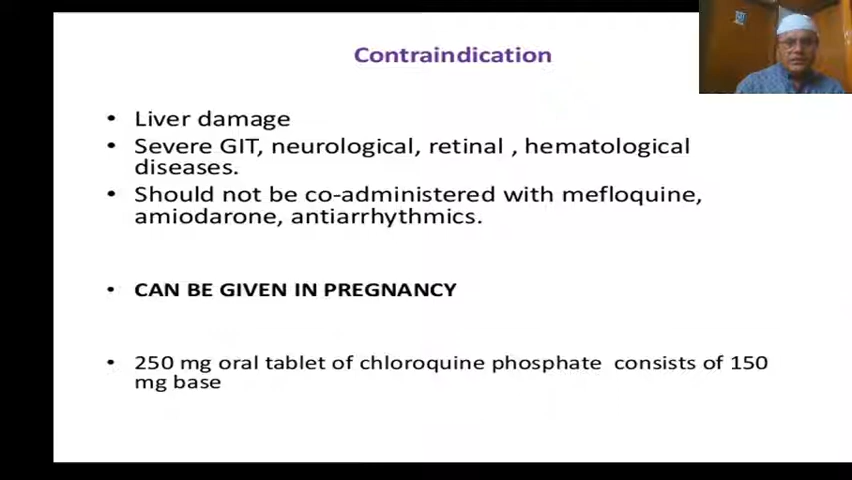 Contraindication
• Liver damage
• Severe GIT, neurological, retinal , hematological
diseases.
• Should not be co-administered with mefloquine,
amiodarone, antiarrhythmics.
• CAN BE GIVEN IN PREGNANCY
• 250 mg oral tablet of chloroquine phosphate consists of 150
mg base